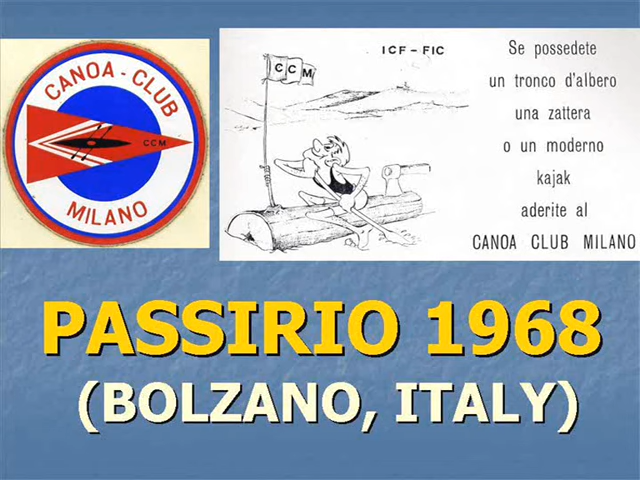 CANOA - CLUB
CCM
MILANO
ICF - FIC
CCM
Se possedete
un tronco d'albero
una zattera
o un moderno
kajak
aderite al
CANOA CLUB MILANO
PASSIRIO 1968
(BOLZANO, ITALY)